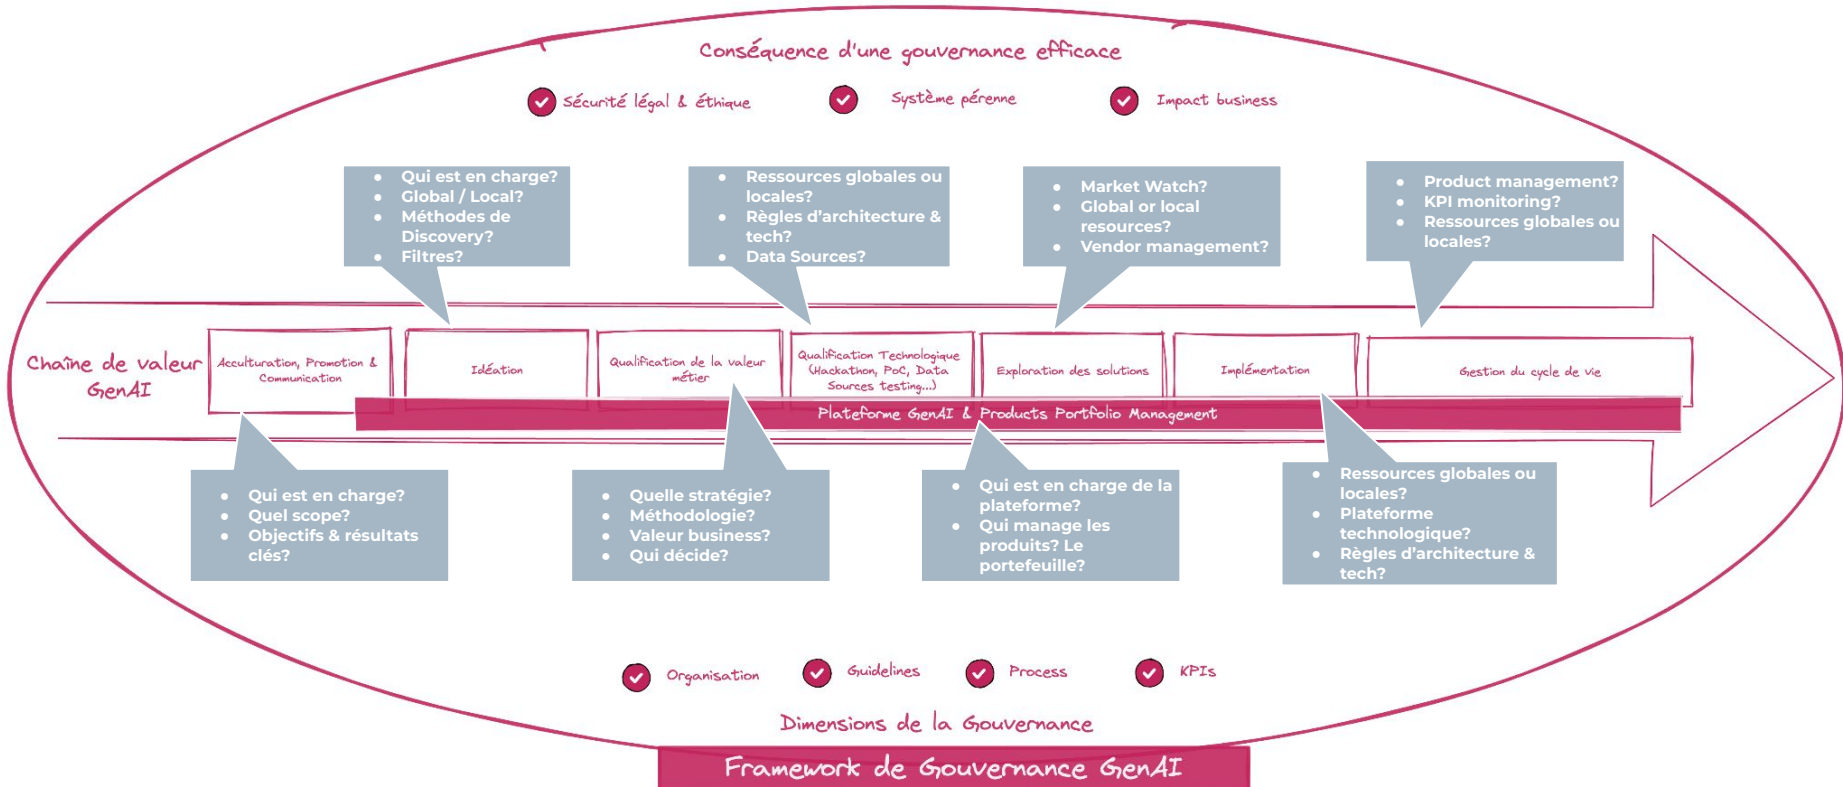 Conséquence d'une gouvernance efficace
Sécurité légal & éthique
Système pérenne
Impact business
● Qui est en charge?
● Global / Local?
● Méthodes de
Discovery?
● Filtres?
● Ressources globales ou
locales?
● Règles d'architecture &
tech?
● Data Sources?
● Market Watch?
● Global or local
resources?
● Vendor management?
● Product management?
● KPI monitoring?
● Ressources globales ou
locales?
Chaîne de valeur
GenAI
Acculturation, Promotion &
Communication
Idéation
Qualification de la valeur
métier
Qualification Technologique
(Hackathon, PoC, Data
Sources testing...)
Exploration des solutions
Implémentation
Gestion du cycle de vie
Plateforme GenAI & Products Portfolio Management
● Qui est en charge?
● Quel scope?
● Objectifs & résultats
clés?
● Quelle stratégie?
● Méthodologie?
● Valeur business?
● Qui décide?
● Qui est en charge de la
plateforme?
● Qui manage les
produits? Le
portefeuille?
● Ressources globales ou
locales?
● Plateforme
technologique?
● Règles d'architecture &
tech?
Organisation
Guidelines
Process
KPIs
Dimensions de la Gouvernance
Framework de Gouvernance GenAI